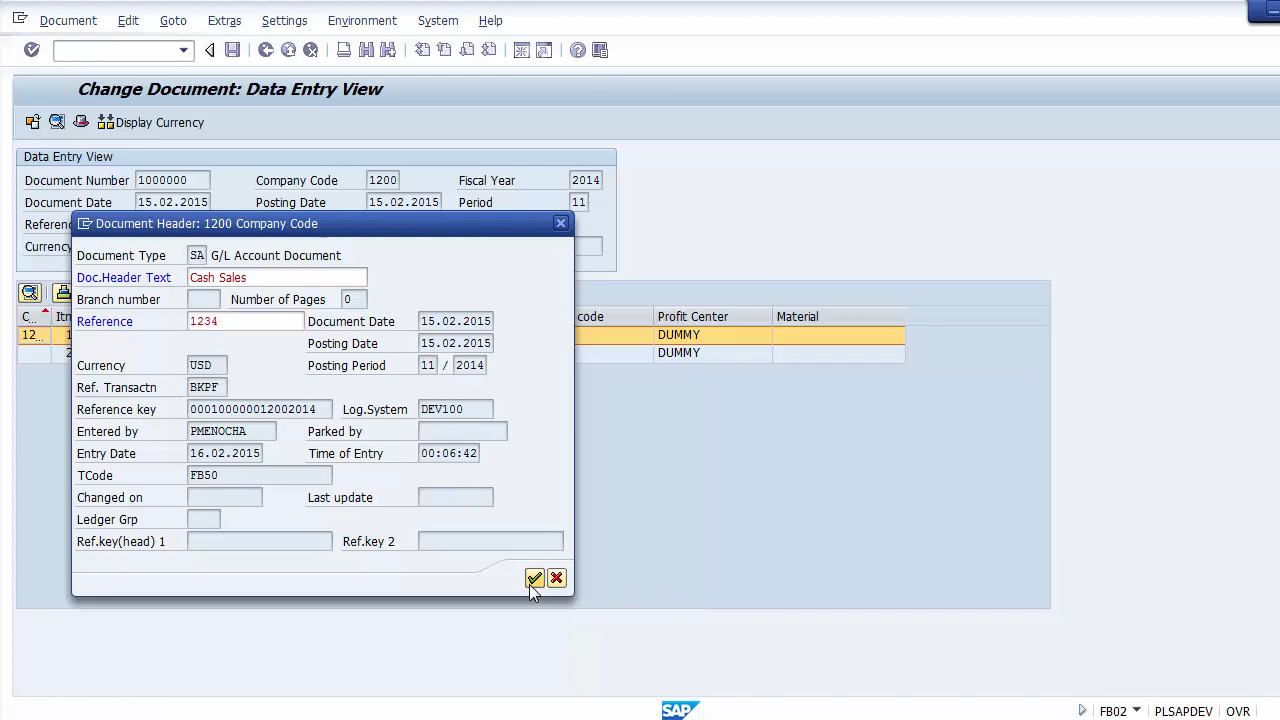 Document Edit Goto Extras Settings Environment System Help
Change Document: Data Entry View
Display Currency
Data Entry View
Document Number 1000000 Company Code 1200 Fiscal Year 2014
Document Date 15.02.2015 Posting Date 15.02.2015 Period 11
Referen
Currency
Document Header: 1200 Company Code
Document Type SA G/L Account Document
Doc.Header Text Cash Sales
Branch number Number of Pages 0
Reference 1234 Document Date 15.02.2015
Posting Date 15.02.2015
Currency USD Posting Period 11 / 2014
Ref. Transactn BKPF
Reference key 000100000012002014 Log.System DEV100
Entered by PMENOCHA Parked by
Entry Date 16.02.2015 Time of Entry 00:06:42
TCode FB50
Changed on Last update
Ledger Grp
Ref.key(head) 1 Ref.key 2
C... Itn code Profit Center Material
12... 1 DUMMY
2 DUMMY
SAP FB02 PLSAPDEV OVR